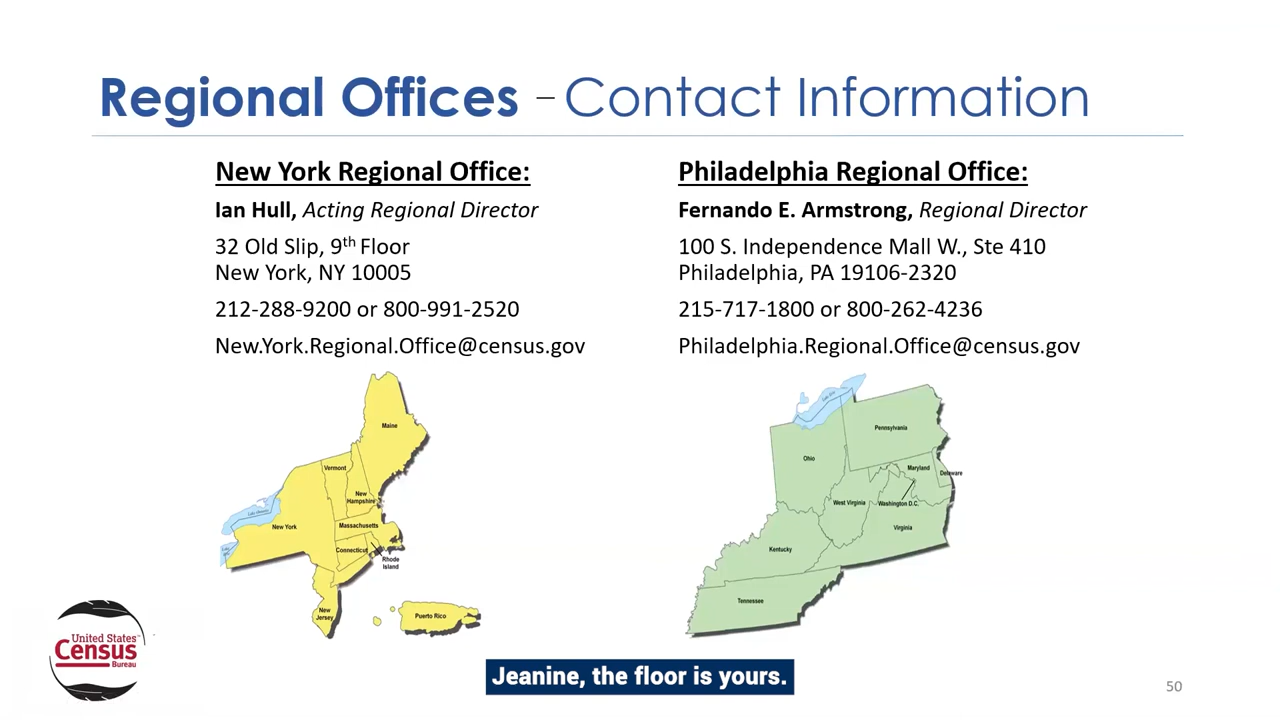 Regional Offices – Contact Information
New York Regional Office:
Ian Hull, Acting Regional Director
32 Old Slip, 9th Floor
New York, NY 10005
212-288-9200 or 800-991-2520
New.York.Regional.Office@census.gov
Philadelphia Regional Office:
Fernando E. Armstrong, Regional Director
100 S. Independence Mall W., Ste 410
Philadelphia, PA 19106-2320
215-717-1800 or 800-262-4236
Philadelphia.Regional.Office@census.gov
Maine
Vermont
New
Hampshire
New York
Massachusetts
Connecticut
Rhode
Island
New
Jersey
Puerto Rico
Pennsylvania
Ohio
Maryland
Delaware
West Virginia
Washington D.C.
Virginia
Kentucky
Tennessee
United States™
Census
Bureau
Jeanine, the floor is yours.
50